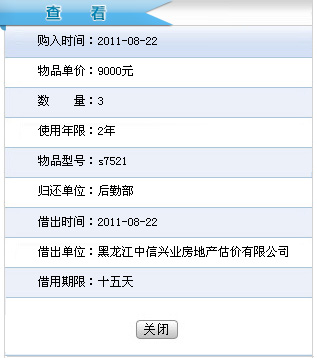 查 看
购入时间：2011-08-22
物品单价：9000元
数　　量：3
使用年限：2年
物品型号：s7521
归还单位：后勤部
借出时间：2011-08-22
借出单位：黑龙江中信兴业房地产估价有限公司
借用期限：十五天
关闭